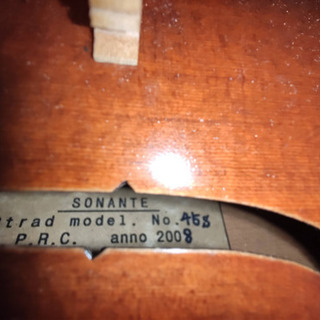 SONANTE
trad model. No.
P.R.C. anno 2008